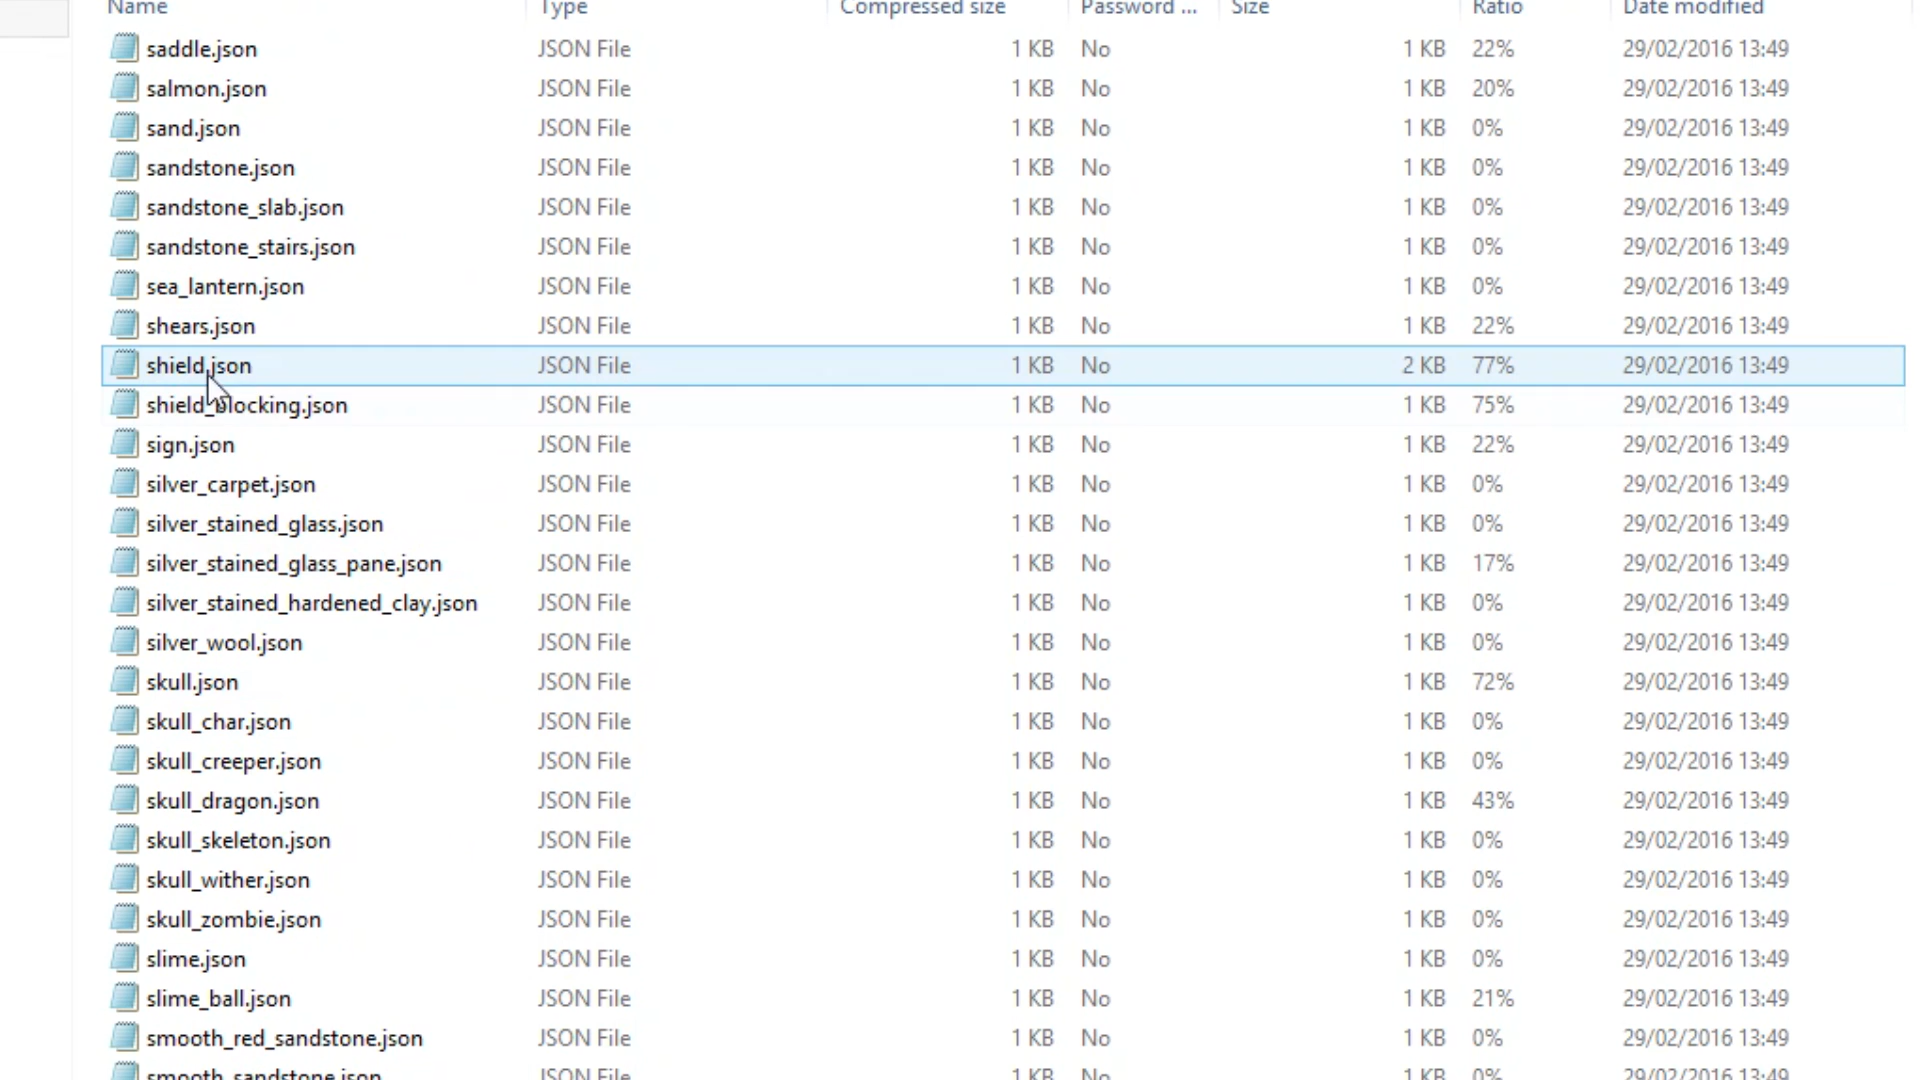 Name Type Compressed size Password ... Size Ratio Date modified
saddle.json JSON File 1 KB No 1 KB 22% 29/02/2016 13:49
salmon.json JSON File 1 KB No 1 KB 20% 29/02/2016 13:49
sand.json JSON File 1 KB No 1 KB 0% 29/02/2016 13:49
sandstone.json JSON File 1 KB No 1 KB 0% 29/02/2016 13:49
sandstone_slab.json JSON File 1 KB No 1 KB 0% 29/02/2016 13:49
sandstone_stairs.json JSON File 1 KB No 1 KB 0% 29/02/2016 13:49
sea_lantern.json JSON File 1 KB No 1 KB 0% 29/02/2016 13:49
shears.json JSON File 1 KB No 1 KB 22% 29/02/2016 13:49
shield.json JSON File 1 KB No 2 KB 77% 29/02/2016 13:49
shield_blocking.json JSON File 1 KB No 1 KB 75% 29/02/2016 13:49
sign.json JSON File 1 KB No 1 KB 22% 29/02/2016 13:49
silver_carpet.json JSON File 1 KB No 1 KB 0% 29/02/2016 13:49
silver_stained_glass.json JSON File 1 KB No 1 KB 0% 29/02/2016 13:49
silver_stained_glass_pane.json JSON File 1 KB No 1 KB 17% 29/02/2016 13:49
silver_stained_hardened_clay.json JSON File 1 KB No 1 KB 0% 29/02/2016 13:49
silver_wool.json JSON File 1 KB No 1 KB 0% 29/02/2016 13:49
skull.json JSON File 1 KB No 1 KB 72% 29/02/2016 13:49
skull_char.json JSON File 1 KB No 1 KB 0% 29/02/2016 13:49
skull_creeper.json JSON File 1 KB No 1 KB 0% 29/02/2016 13:49
skull_dragon.json JSON File 1 KB No 1 KB 43% 29/02/2016 13:49
skull_skeleton.json JSON File 1 KB No 1 KB 0% 29/02/2016 13:49
skull_wither.json JSON File 1 KB No 1 KB 0% 29/02/2016 13:49
skull_zombie.json JSON File 1 KB No 1 KB 0% 29/02/2016 13:49
slime.json JSON File 1 KB No 1 KB 0% 29/02/2016 13:49
slime_ball.json JSON File 1 KB No 1 KB 21% 29/02/2016 13:49
smooth_red_sandstone.json JSON File 1 KB No 1 KB 0% 29/02/2016 13:49
smooth_sandstone.json JSON File 1 KB No 1 KB 0% 29/02/2016 13:49